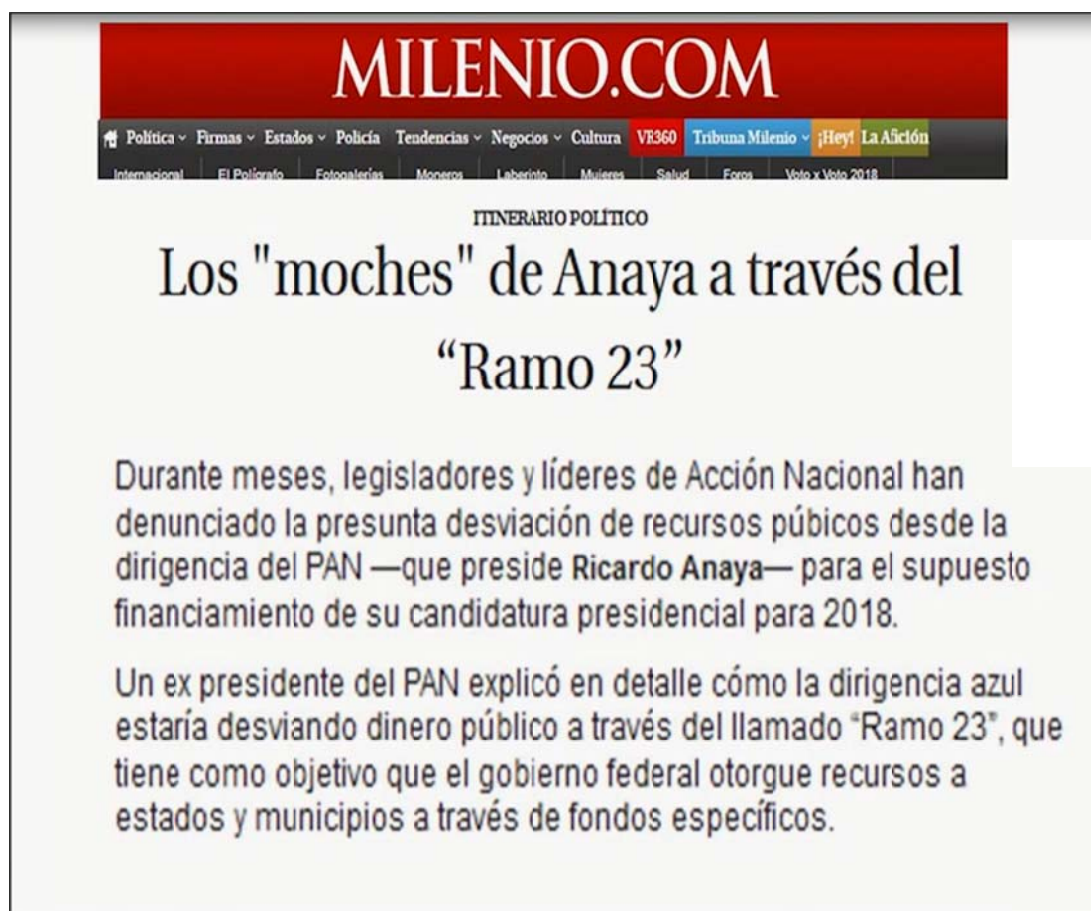 MILENIO.COM
Política Firmas Estados Policía Tendencias Negocios Cultura VR360 Tribuna Milenio ¡Hey! La Afición
Internacional El Polígrafo Fotogalerías Moneros Laberinto Mujeres Salud Foros Voto x Voto 2018
ITINERARIO POLÍTICO
Los "moches" de Anaya a través del
“Ramo 23”
Durante meses, legisladores y líderes de Acción Nacional han
denunciado la presunta desviación de recursos púbicos desde la
dirigencia del PAN —que preside Ricardo Anaya— para el supuesto
financiamiento de su candidatura presidencial para 2018.
Un ex presidente del PAN explicó en detalle cómo la dirigencia azul
estaría desviando dinero público a través del llamado “Ramo 23”, que
tiene como objetivo que el gobierno federal otorgue recursos a
estados y municipios a través de fondos específicos.